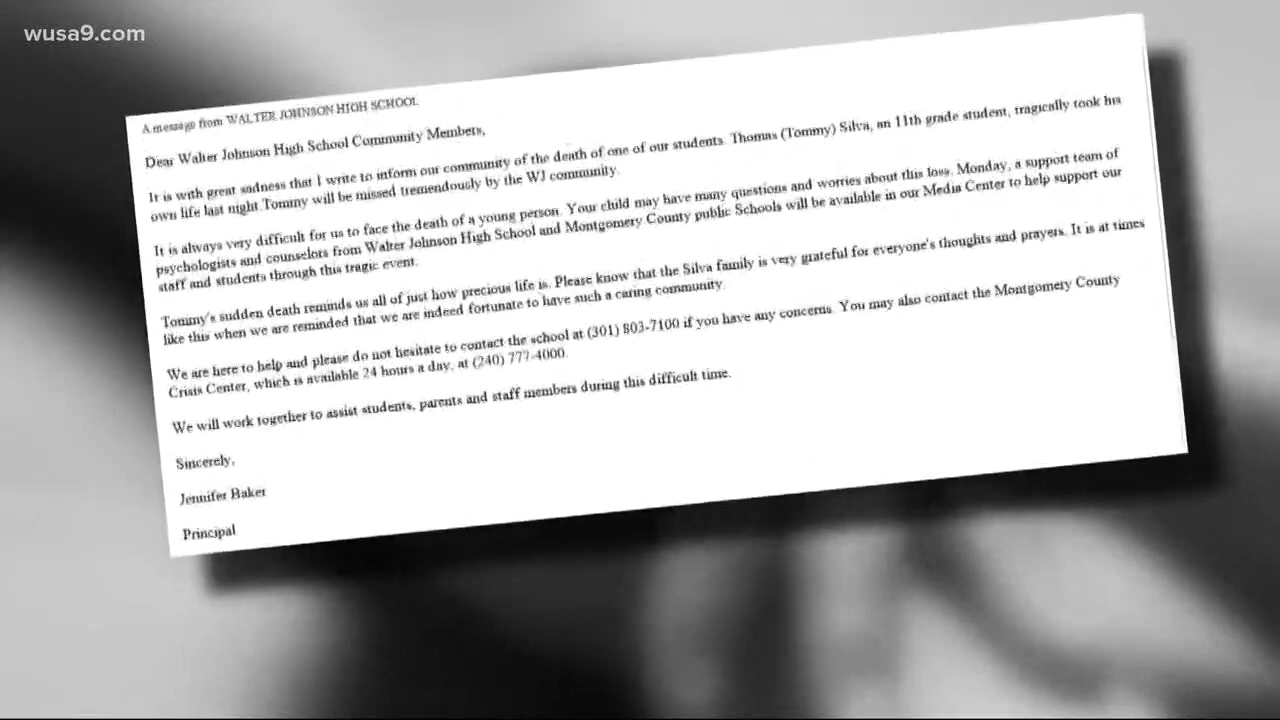 wusa9.com
A message from WALTER JOHNSON HIGH SCHOOL
Dear Walter Johnson High School Community Members,
It is with great sadness that I write to inform our community of the death of one of our students. Thomas (Tommy) Silva, an 11th grade student, tragically took his
own life last night.Tommy will be missed tremendously by the WJ community.
It is always very difficult for us to face the death of a young person. Your child may have many questions and worries about this loss. Monday, a support team of
psychologists and counselors from Walter Johnson High School and Montgomery County public Schools will be available in our Media Center to help support our
staff and students through this tragic event.
Tommy's sudden death reminds us all of just how precious life is. Please know that the Silva family is very grateful for everyone's thoughts and prayers. It is at times
like this when we are reminded that we are indeed fortunate to have such a caring community.
We are here to help and please do not hesitate to contact the school at (301) 803-7100 if you have any concerns. You may also contact the Montgomery County
Crisis Center, which is available 24 hours a day, at (240) 777-4000.
We will work together to assist students, parents and staff members during this difficult time.
Sincerely,
Jennifer Baker
Principal